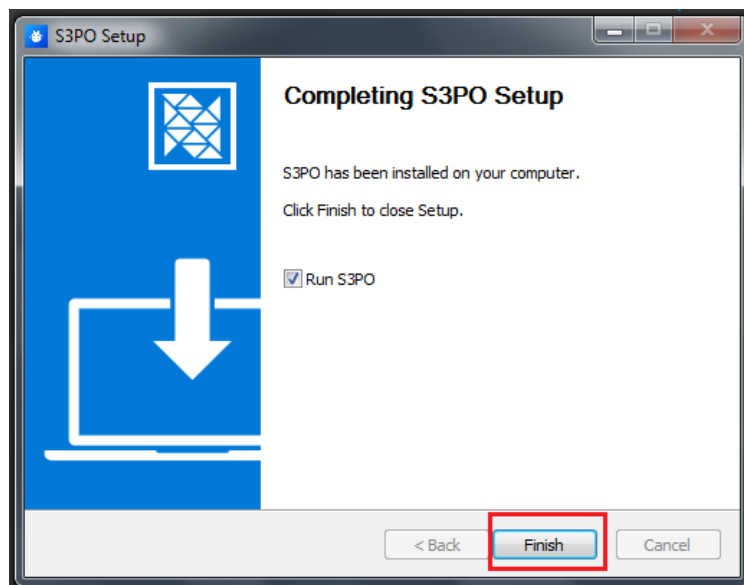 S3PO Setup
Completing S3PO Setup
S3PO has been installed on your computer.
Click Finish to close Setup.
Run S3PO
< Back
Finish
Cancel